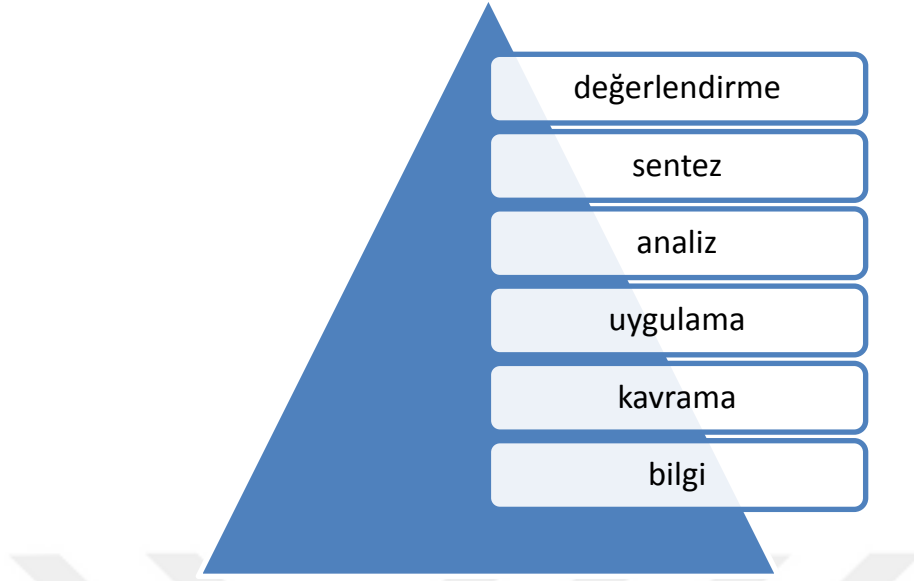 değerlendirme
sentez
analiz
uygulama
kavrama
bilgi